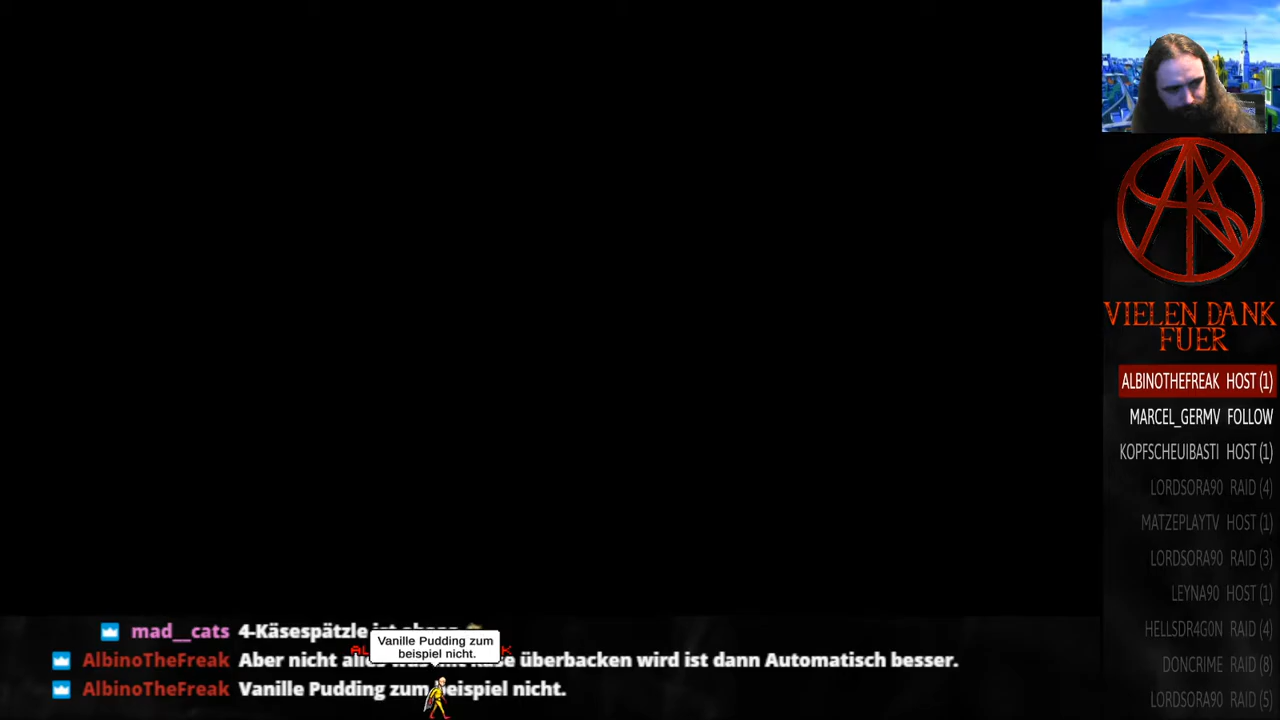 VIELEN DANK
FUER
ALBINOTHEFREAK HOST (1)
MARCEL_GERMV FOLLOW
KOPFSCHEUIBASTI HOST (1)
LORDSORA90 RAID (4)
MATZEPLAYTV HOST (1)
LORDSORA90 RAID (3)
LEYNA90 HOST (1)
HELLSDR4G0N RAID (4)
DONCRIME RAID (8)
LORDSORA90 RAID (5)
mad__cats 4-Käsespätzle ist
Vanille Pudding zum
beispiel nicht.
AlbinoTheFreak Aber nicht überbacken wird ist dann Automatisch besser.
AlbinoTheFreak Vanille Pudding zum beispiel nicht.